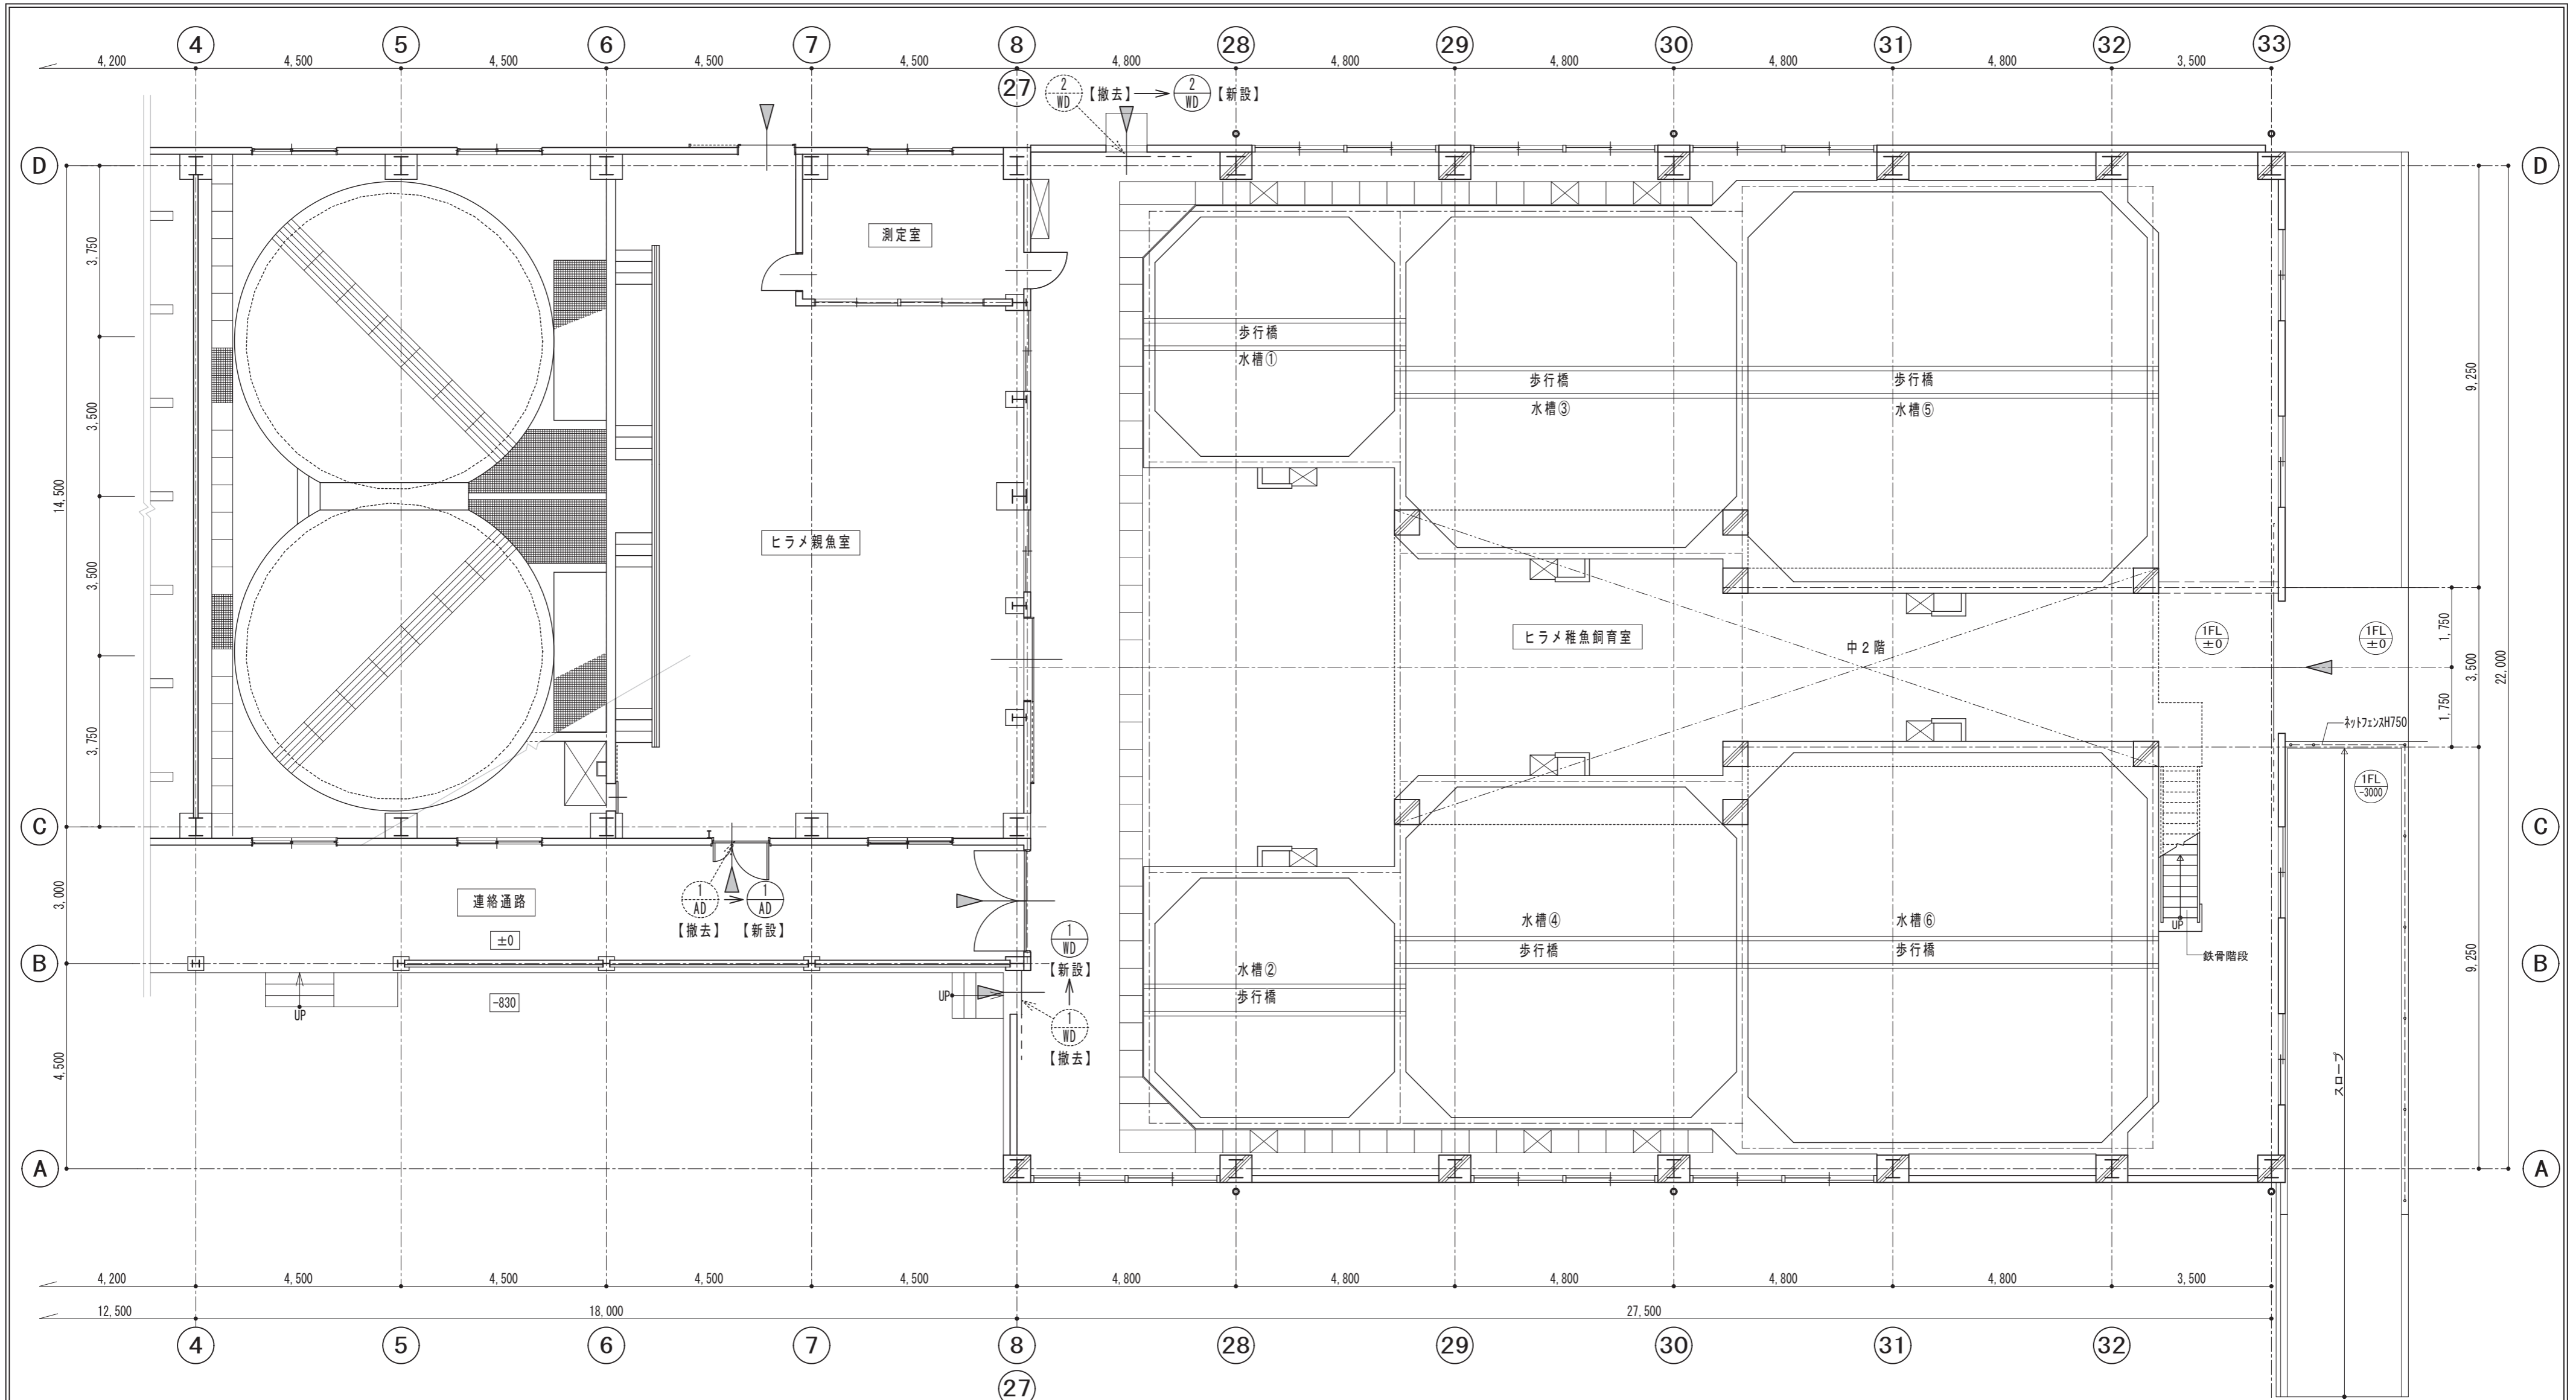 4 5 6 7 8 28 29 30 31 32 33
4,200 4,500 4,500 4,500 4,500 4,800 4,800 4,800 4,800 4,800 3,500
27
2 WD 【撤去】 → 2 WD 【新設】
D D
測定室
3,750
歩行橋
水槽①
歩行橋
水槽③
歩行橋
水槽⑤
9,250
3,500
14,500
ヒラメ親魚室
3,500
ヒラメ稚魚飼育室
中2階
1FL ±0
1FL ±0
1,750
3,500
22,000
1,750
3,750
ネットフェンスH750
1FL -3000
C C
連絡通路
±0
3,000
1 AD → 1 AD
【撤去】 【新設】
1 WD
【新設】
水槽④
歩行橋
水槽⑥
歩行橋
UP
鉄骨階段
9,250
B B
水槽②
歩行橋
-830
UP
UP
1 WD
【撤去】
4,500
スロープ
A A
4,200 4,500 4,500 4,500 4,500 4,800 4,800 4,800 4,800 4,800 3,500
12,500 18,000 27,500
4 5 6 7 8 28 29 30 31 32
27